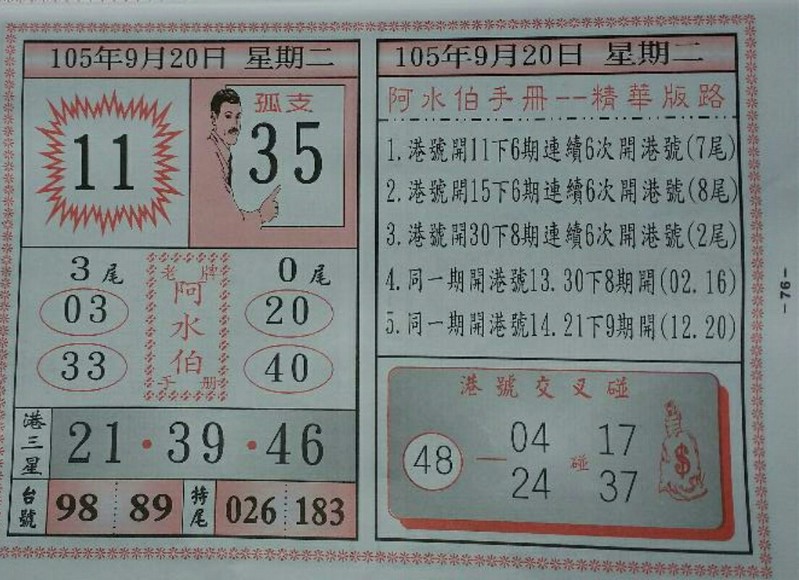 105年9月20日 星期二
11
孤支
35
3尾
03
33
老牌
阿水伯
手册
0尾
20
40
港三星
21·39·46
台號
98 89
特尾
026 183
105年9月20日 星期二
阿水伯手冊--精華版路
1.港號開11下6期連續6次開港號(7尾)
2.港號開15下6期連續6次開港號(8尾)
3.港號開30下8期連續6次開港號(2尾)
4.同一期開港號13.30下8期開(02.16)
5.同一期開港號14.21下9期開(12.20)
港號交叉碰
48 — 04 24 碰 17 37
$
-76-